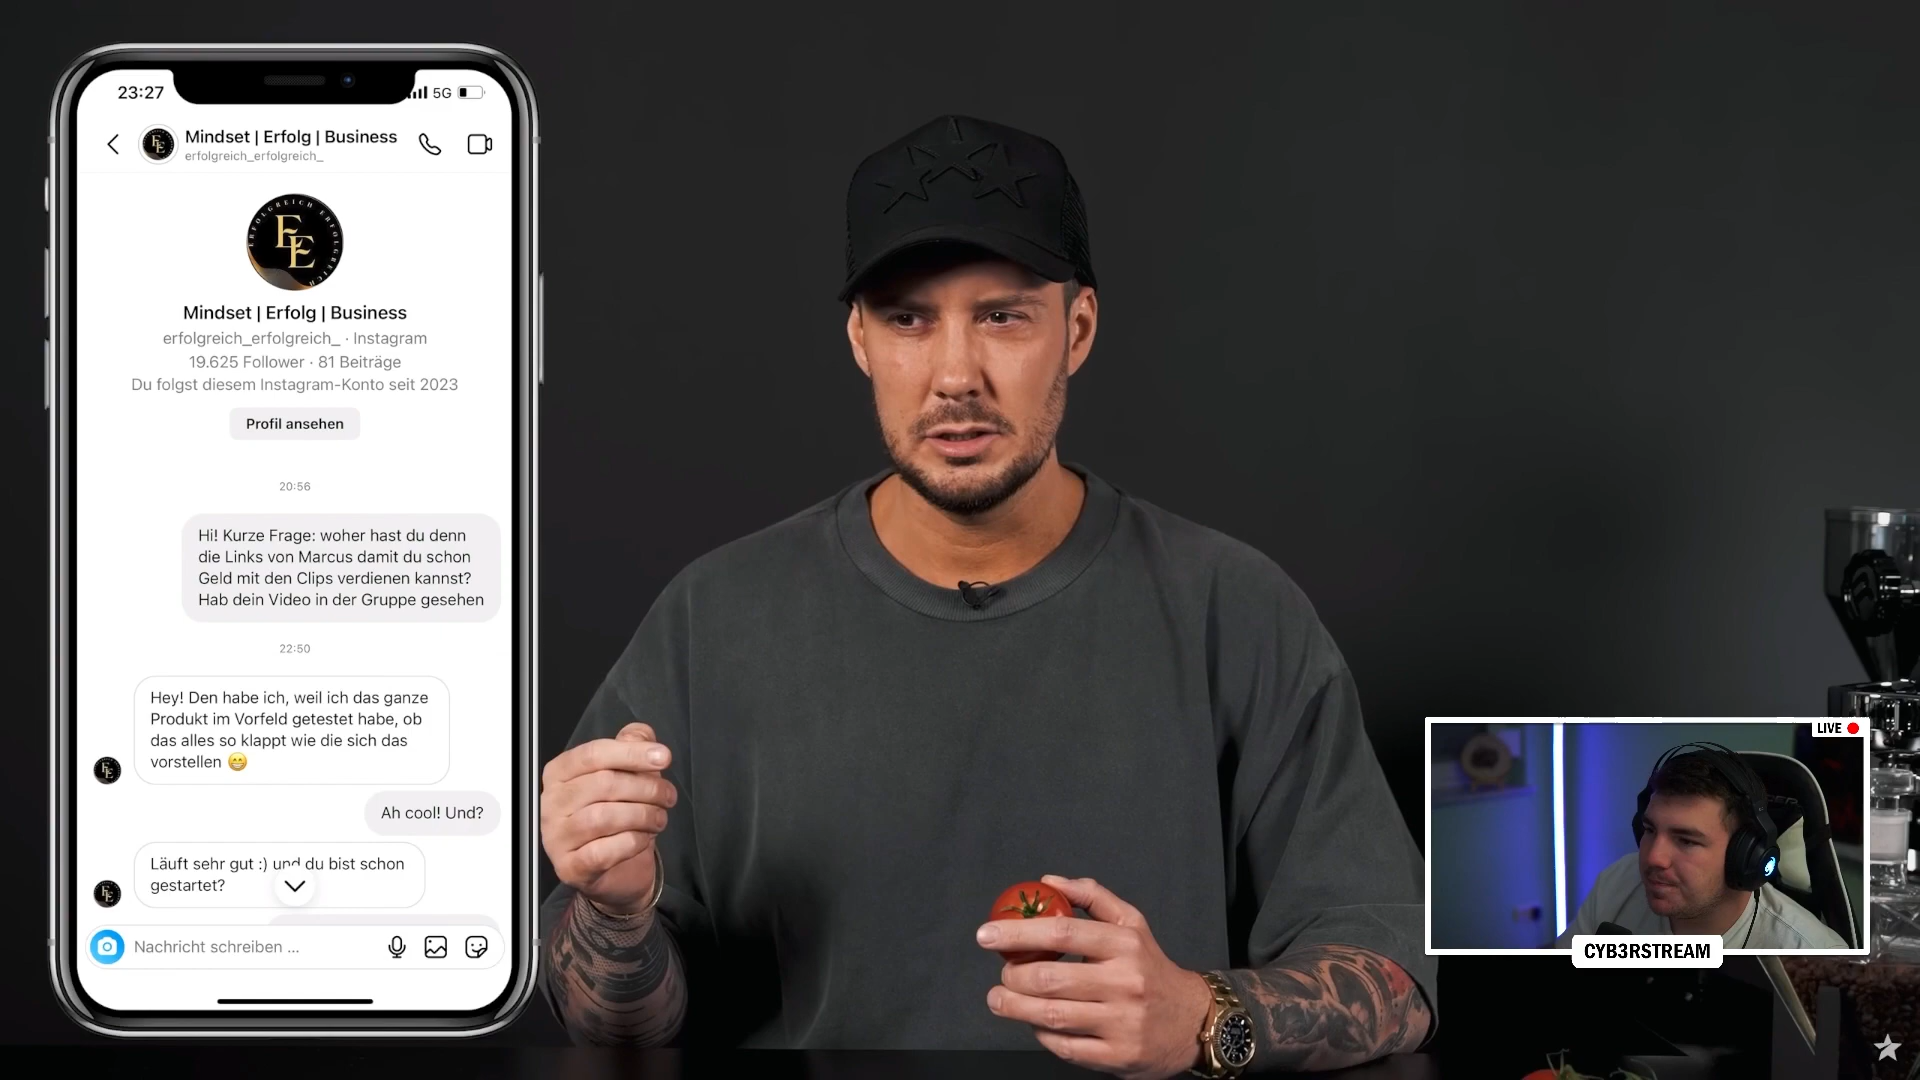 23:27
5G
Mindset | Erfolg | Business
erfolgreich_erfolgreich_
ERFOLGREICH ERFOLGREICH
EE
Mindset | Erfolg | Business
erfolgreich_erfolgreich_ · Instagram
19.625 Follower · 81 Beiträge
Du folgst diesem Instagram-Konto seit 2023
Profil ansehen
20:56
Hi! Kurze Frage: woher hast du denn
die Links von Marcus damit du schon
Geld mit den Clips verdienen kannst?
Hab dein Video in der Gruppe gesehen
22:50
Hey! Den habe ich, weil ich das ganze
Produkt im Vorfeld getestet habe, ob
das alles so klappt wie die sich das
vorstellen 😁
Ah cool! Und?
Läuft sehr gut :) und du bist schon
gestartet?
Nachricht schreiben ...
LIVE
CYB3RSTREAM